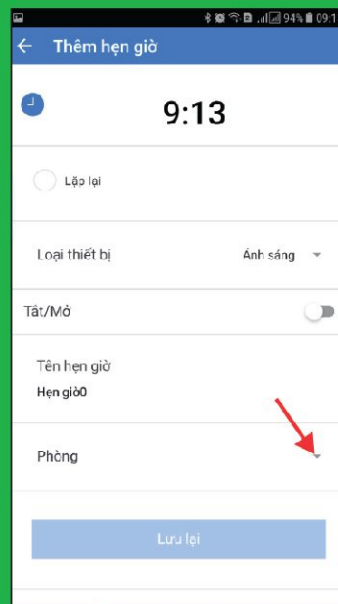 94% 09:1
Thêm hẹn giờ
9:13
Lặp lại
Loại thiết bị Ánh sáng
Tắt/Mở
Tên hẹn giờ
Hẹn giờ0
Phòng
Lưu lại